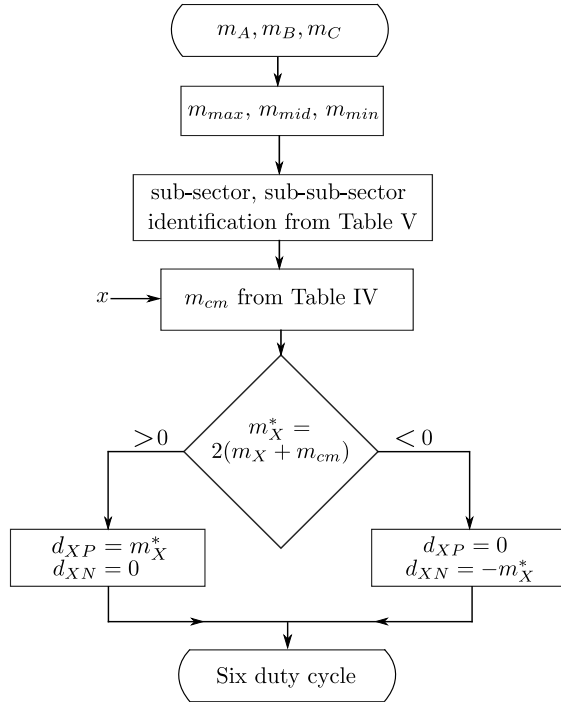 m_A, m_B, m_C
m_max, m_mid, m_min
sub-sector, sub-sub-sector
identification from Table V
x
m_cm from Table IV
m*_X =
2(m_X + m_cm)
>0
<0
d_XP = m*_X
d_XN = 0
d_XP = 0
d_XN = −m*_X
Six duty cycle